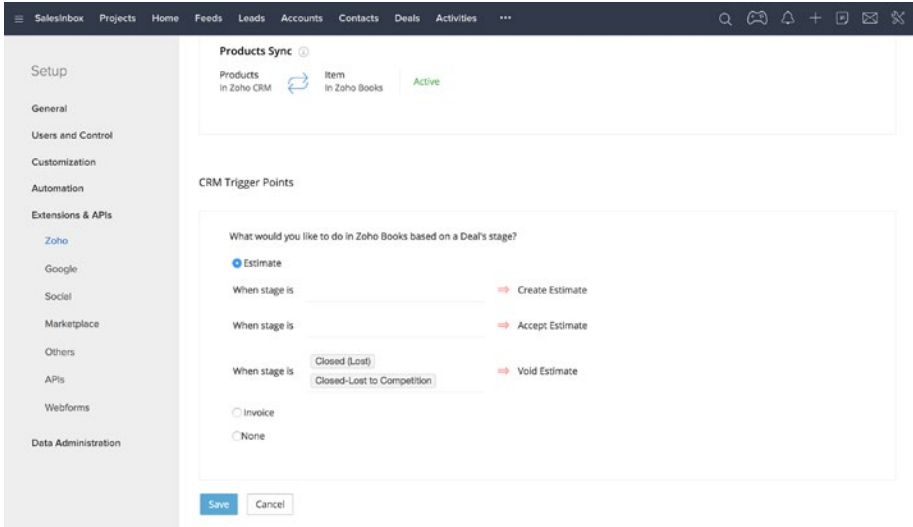 SalesInbox Projects Home Feeds Leads Accounts Contacts Deals Activities
Setup
General
Users and Control
Customization
Automation
Extensions & APIs
Zoho
Google
Social
Marketplace
Others
APIs
Webforms
Data Administration
Products Sync
Products
In Zoho CRM
Item
In Zoho Books
Active
CRM Trigger Points
What would you like to do in Zoho Books based on a Deal's stage?
Estimate
When stage is
Create Estimate
When stage is
Accept Estimate
When stage is
Closed (Lost)
Closed-Lost to Competition
Void Estimate
Invoice
None
Save Cancel